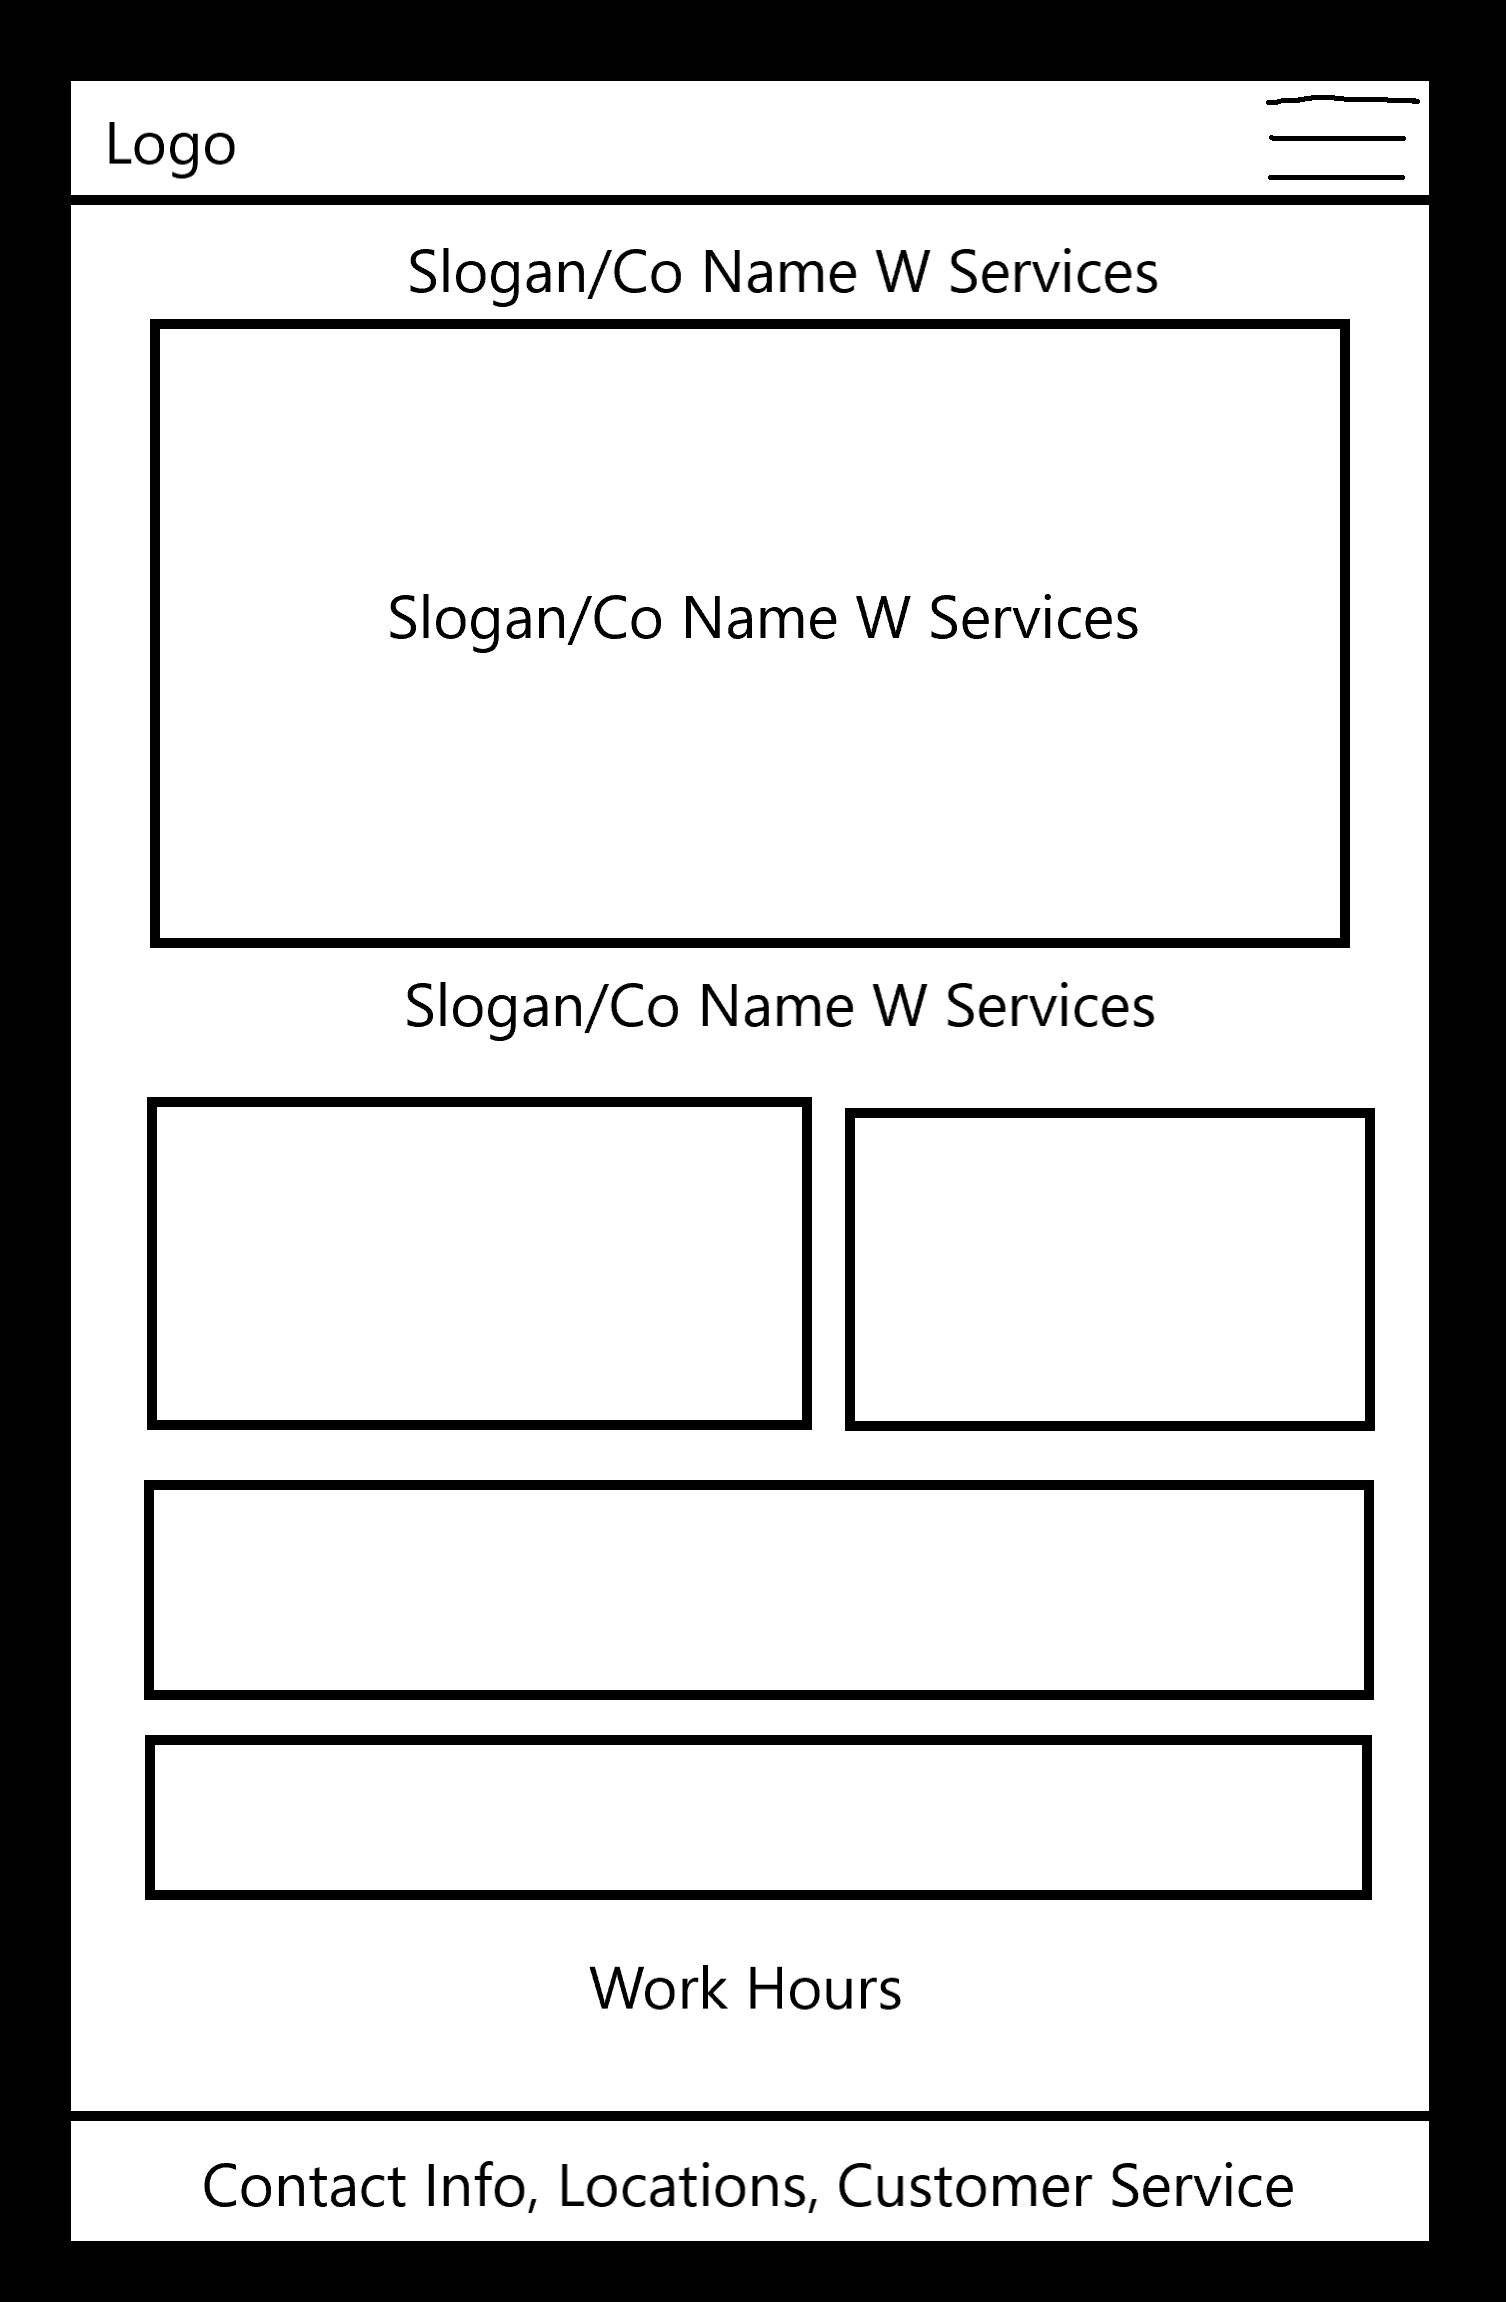 Logo
Slogan/Co Name W Services
Slogan/Co Name W Services
Slogan/Co Name W Services
Work Hours
Contact Info, Locations, Customer Service